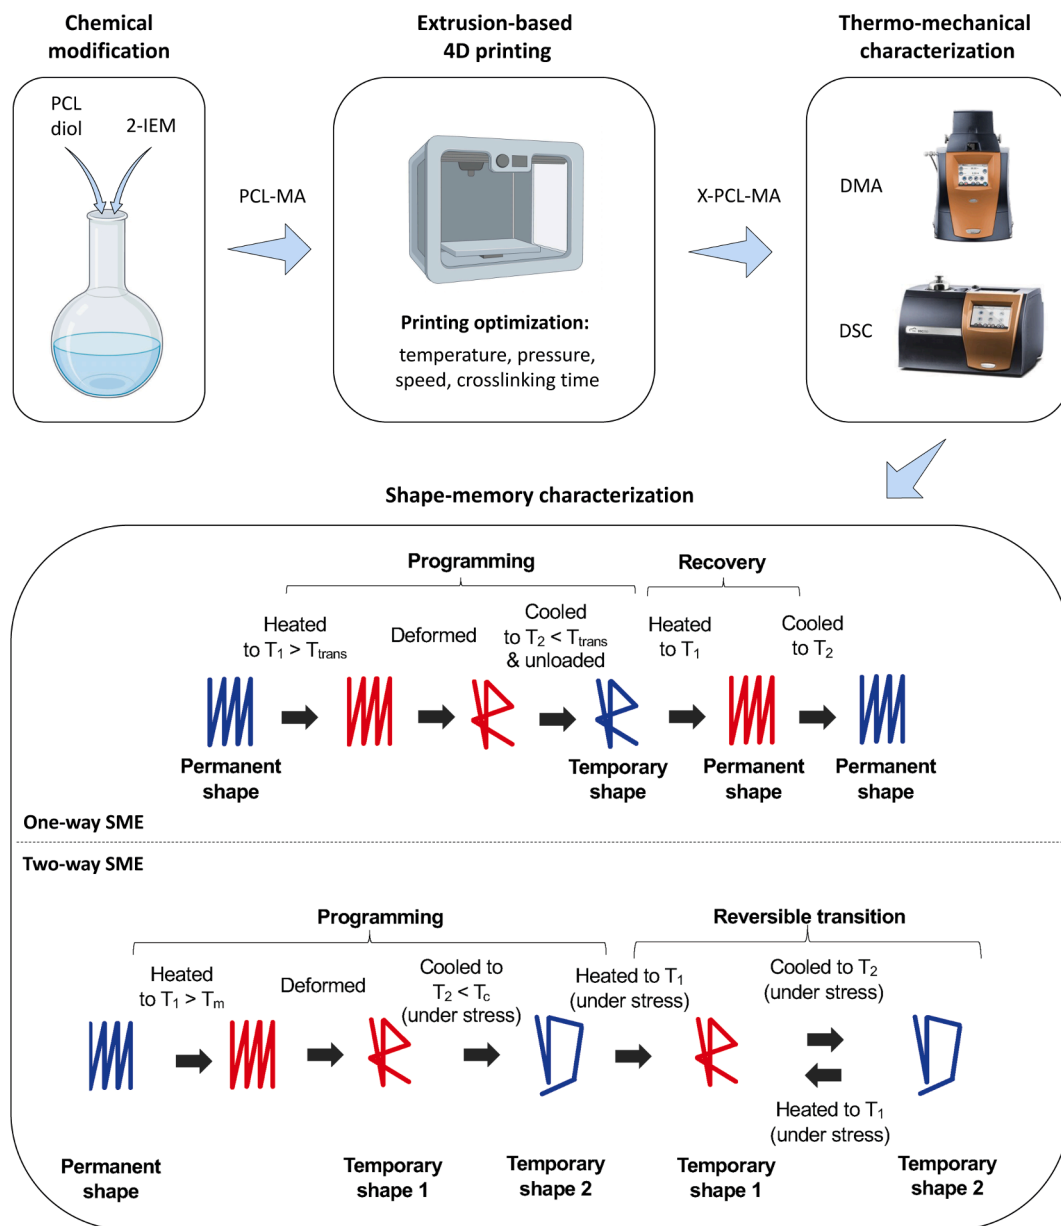 Chemical
modification
Extrusion-based
4D printing
Thermo-mechanical
characterization
PCL
diol
2-IEM
PCL-MA
Printing optimization:
temperature, pressure,
speed, crosslinking time
X-PCL-MA
DMA
DSC
Shape-memory characterization
Programming
Recovery
Heated
to T1 > Ttrans
Deformed
Cooled
to T2 < Ttrans
& unloaded
Heated
to T1
Cooled
to T2
Permanent
shape
Temporary
shape
Permanent
shape
Permanent
shape
One-way SME
Two-way SME
Programming
Reversible transition
Heated
to T1 > Tm
Deformed
Cooled to
T2 < Tc
(under stress)
Heated to T1
(under stress)
Cooled to T2
(under stress)
Heated to T1
(under stress)
Permanent
shape
Temporary
shape 1
Temporary
shape 2
Temporary
shape 1
Temporary
shape 2